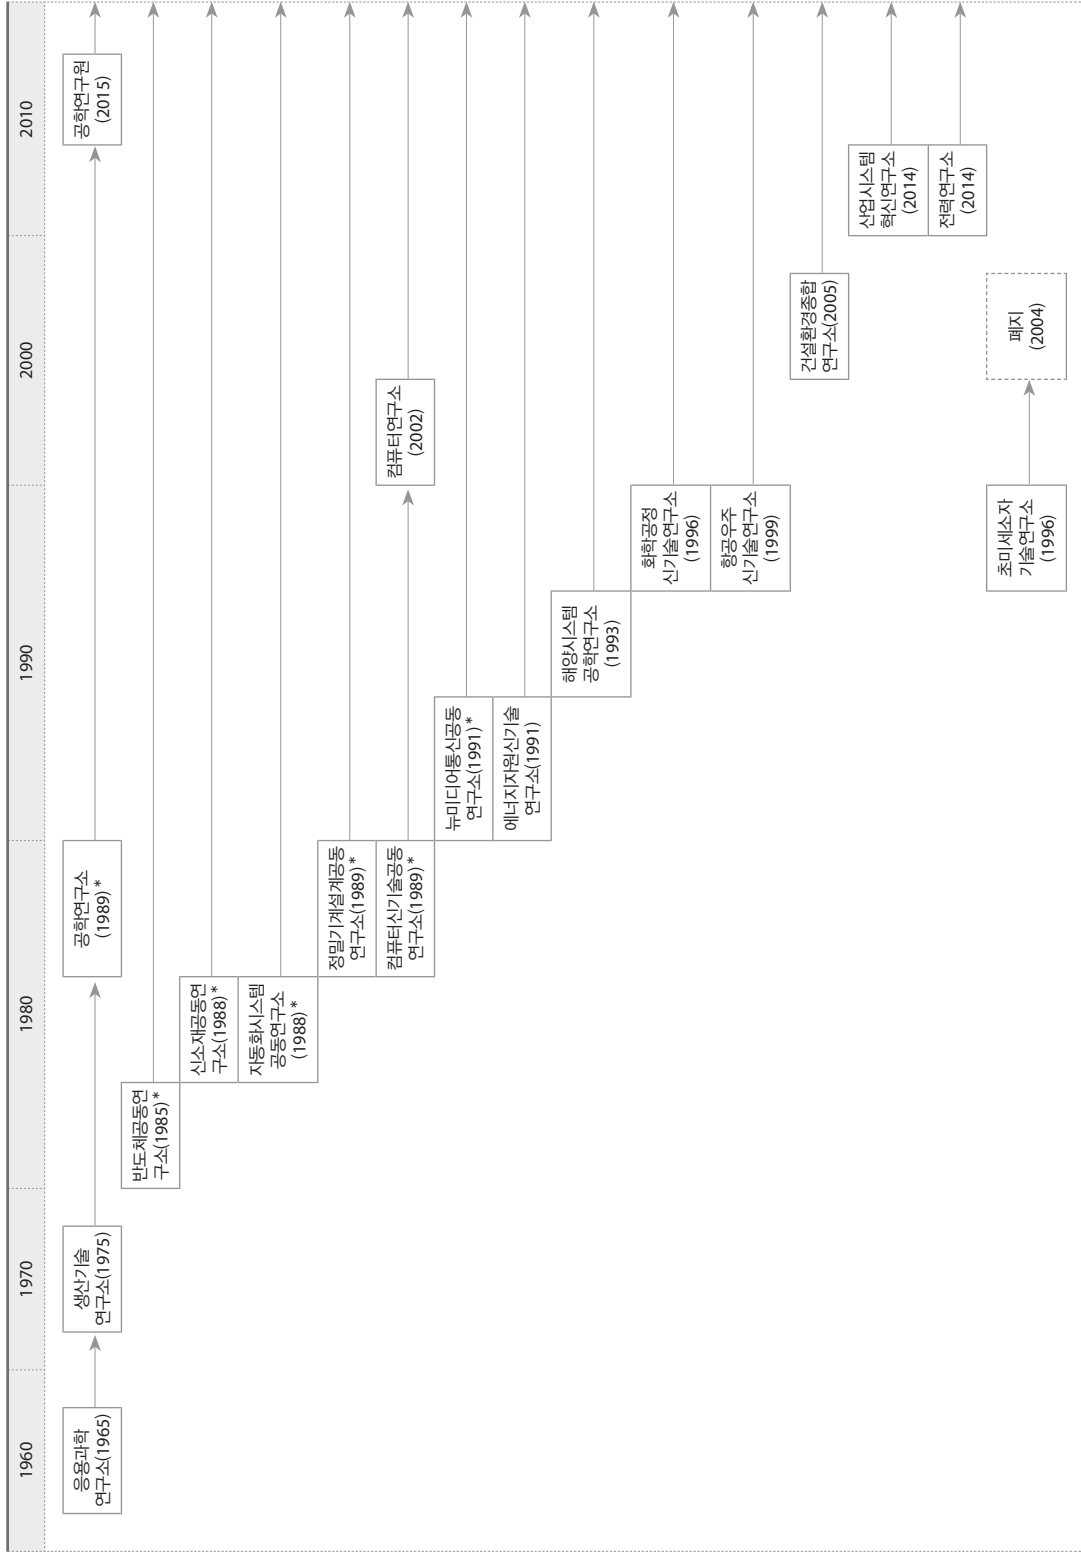 1960
1970
1980
1990
2000
2010
응용과학
연구소(1965)
생산기술
연구소(1975)
공학연구소
(1989)*
공학연구원
(2015)
반도체공동연
구소(1985)*
신소재공동연
구소(1988)*
자동화시스템
공동연구소
(1988)*
정밀기계설계공동
연구소(1989)*
컴퓨터신기술공동
연구소(1989)*
컴퓨터연구소
(2002)
뉴미디어통신공동
연구소(1991)*
에너지자원신기술
연구소(1991)
해양시스템
공학연구소
(1993)
화학공정
신기술연구소
(1996)
항공우주
신기술연구소
(1999)
건설환경종합
연구소(2005)
산업시스템
혁신연구소
(2014)
전력연구소
(2014)
초미세소자
기술연구소
(1996)
폐지
(2004)